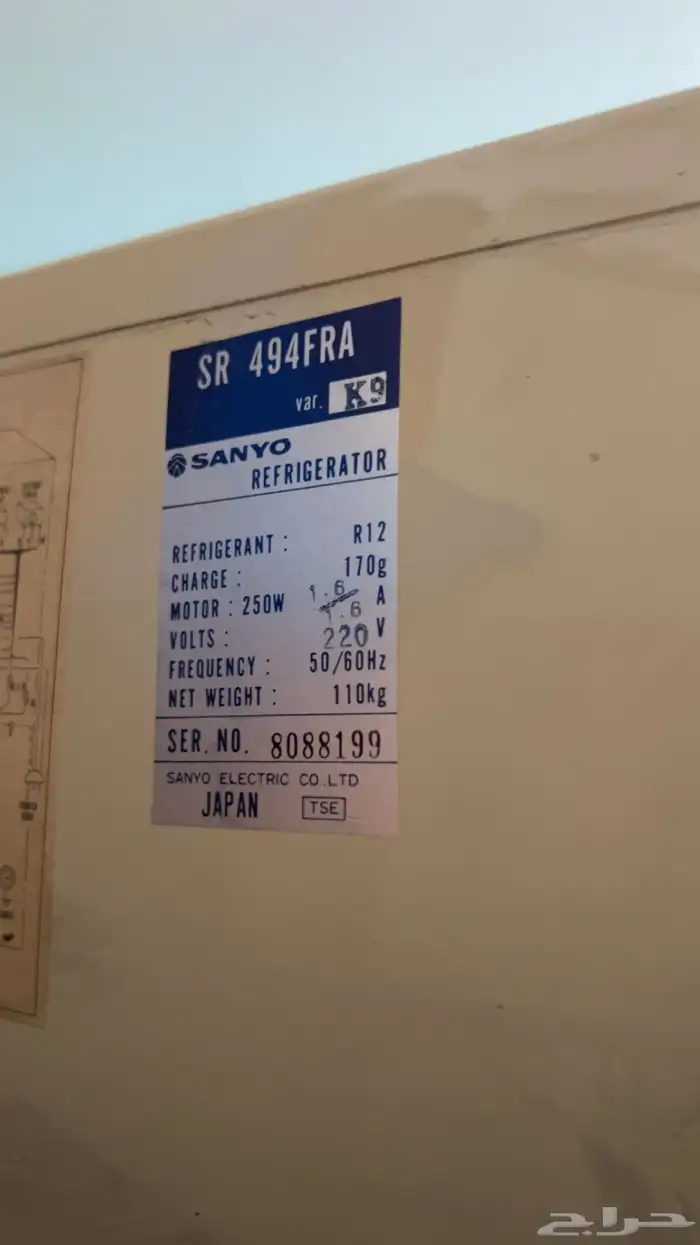 SR 494FRA
var. K9
SANYO
REFRIGERATOR
REFRIGERANT : R12
CHARGE : 170g
MOTOR : 250W 1.6/1.6 A
VOLTS : 220 V
FREQUENCY : 50/60Hz
NET WEIGHT : 110kg
SER. NO. 8088199
SANYO ELECTRIC CO.LTD
JAPAN TSE
حراج